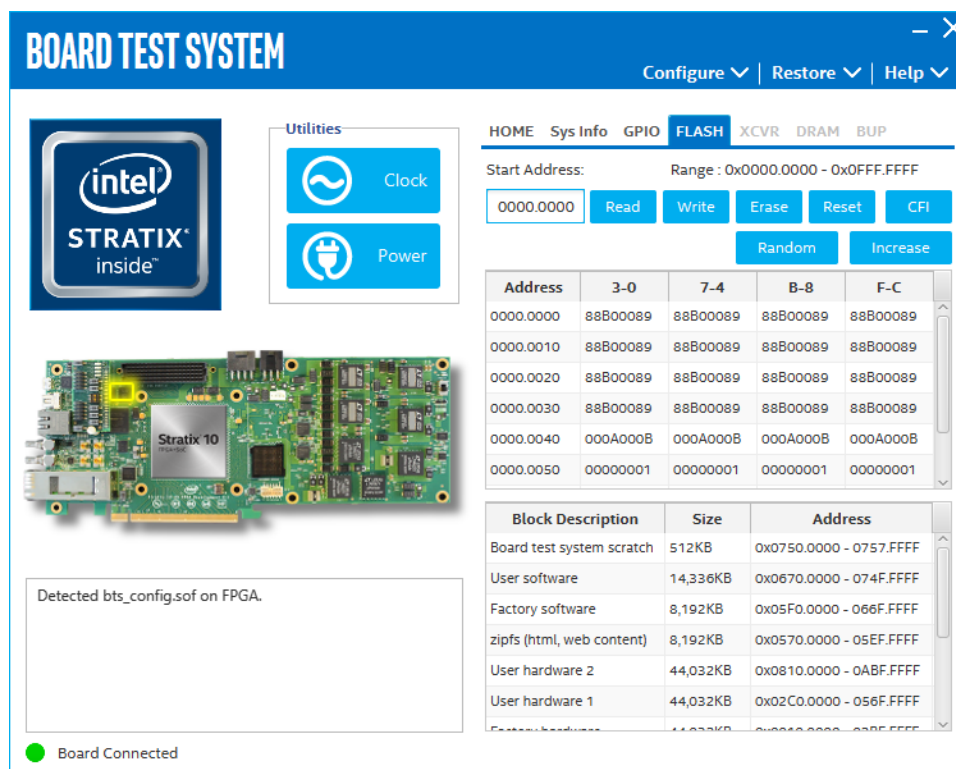 BOARD TEST SYSTEM
Configure | Restore | Help
intel
STRATIX
inside™
Utilities
Clock
Power
HOME Sys Info GPIO FLASH XCVR DRAM BUP
Start Address: Range : 0x0000.0000 - 0x0FFF.FFFF
0000.0000 Read Write Erase Reset CFI
Random Increase
Address 3-0 7-4 B-8 F-C
0000.0000 88B00089 88B00089 88B00089 88B00089
0000.0010 88B00089 88B00089 88B00089 88B00089
0000.0020 88B00089 88B00089 88B00089 88B00089
0000.0030 88B00089 88B00089 88B00089 88B00089
0000.0040 000A000B 000A000B 000A000B 000A000B
0000.0050 00000001 00000001 00000001 00000001
Stratix 10
Block Description Size Address
Board test system scratch 512KB 0x0750.0000 - 0757.FFFF
User software 14,336KB 0x0670.0000 - 074F.FFFF
Factory software 8,192KB 0x05F0.0000 - 066F.FFFF
zipfs (html, web content) 8,192KB 0x0570.0000 - 05EF.FFFF
User hardware 2 44,032KB 0x0810.0000 - 0ABF.FFFF
User hardware 1 44,032KB 0x02C0.0000 - 056F.FFFF
Detected bts_config.sof on FPGA.
Board Connected